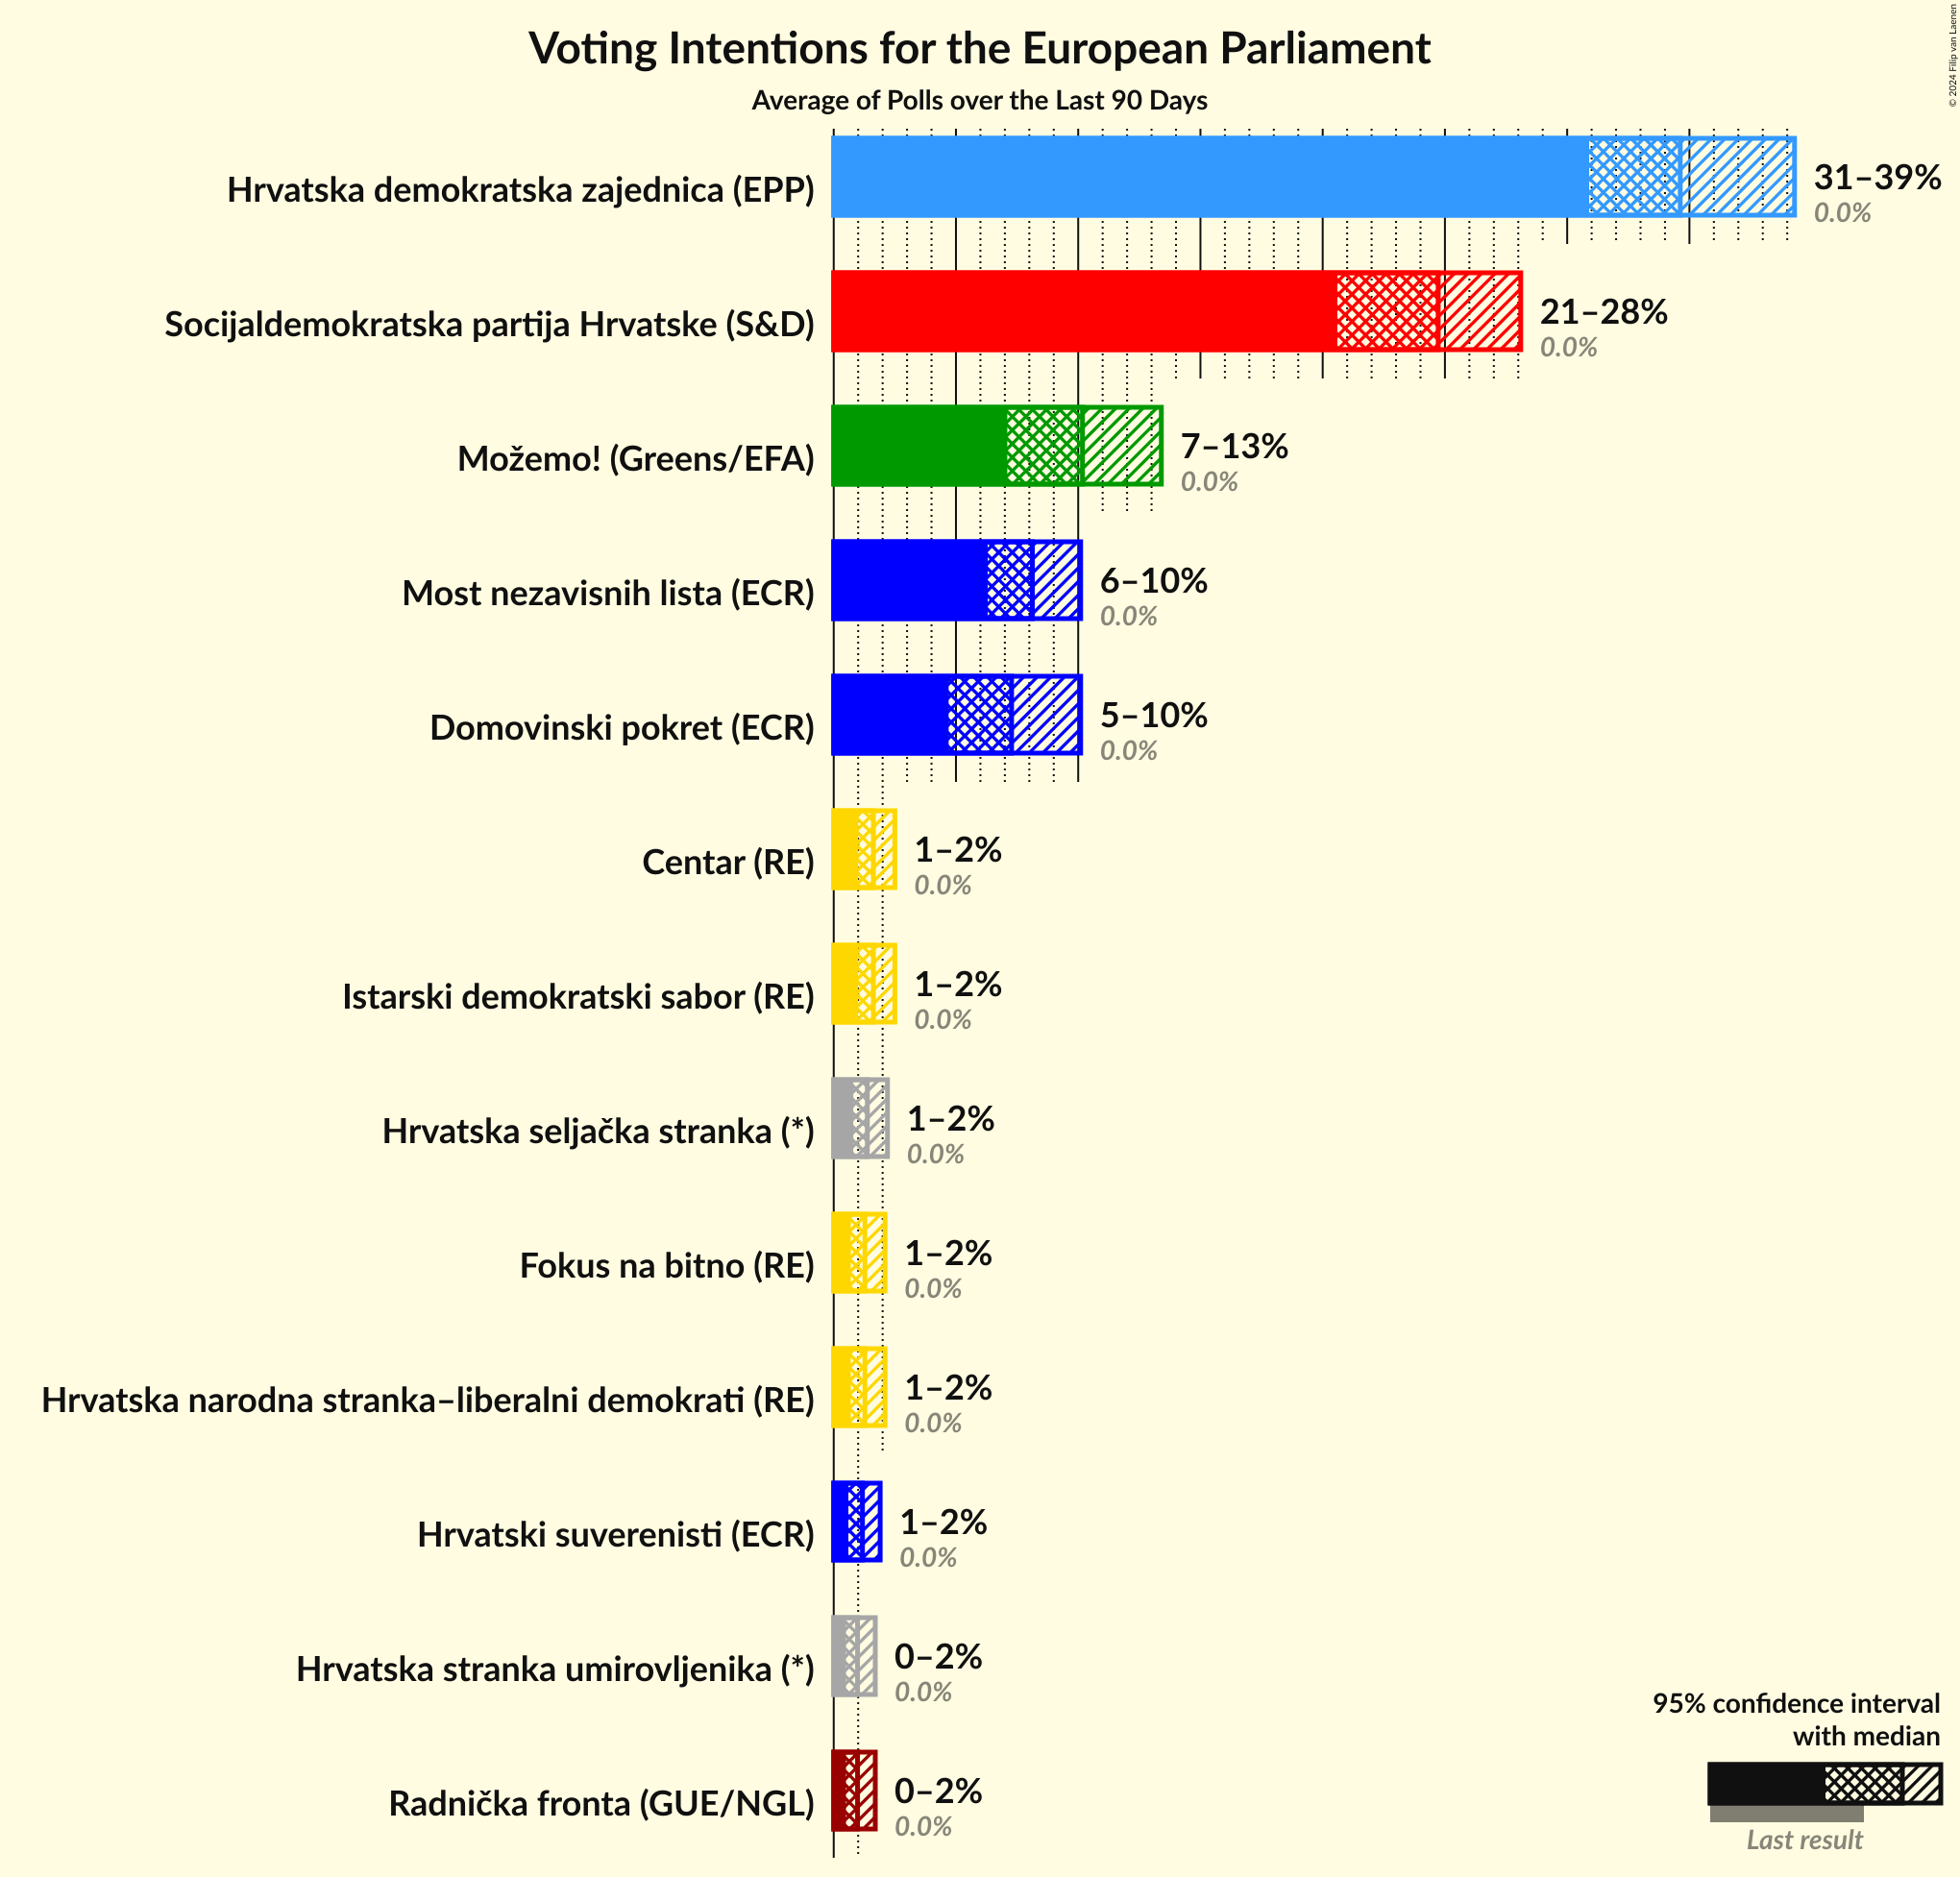 Voting Intentions for the European Parliament
Average of Polls over the Last 90 Days
© 2024 Filip van Laenen
Hrvatska demokratska zajednica (EPP)
31–39%
0.0%
Socijaldemokratska partija Hrvatske (S&D)
21–28%
0.0%
Možemo! (Greens/EFA)
7–13%
0.0%
Most nezavisnih lista (ECR)
6–10%
0.0%
Domovinski pokret (ECR)
5–10%
0.0%
Centar (RE)
1–2%
0.0%
Istarski demokratski sabor (RE)
1–2%
0.0%
Hrvatska seljačka stranka (*)
1–2%
0.0%
Fokus na bitno (RE)
1–2%
0.0%
Hrvatska narodna stranka–liberalni demokrati (RE)
1–2%
0.0%
Hrvatski suverenisti (ECR)
1–2%
0.0%
Hrvatska stranka umirovljenika (*)
0–2%
0.0%
Radnička fronta (GUE/NGL)
0–2%
0.0%
95% confidence interval
with median
Last result